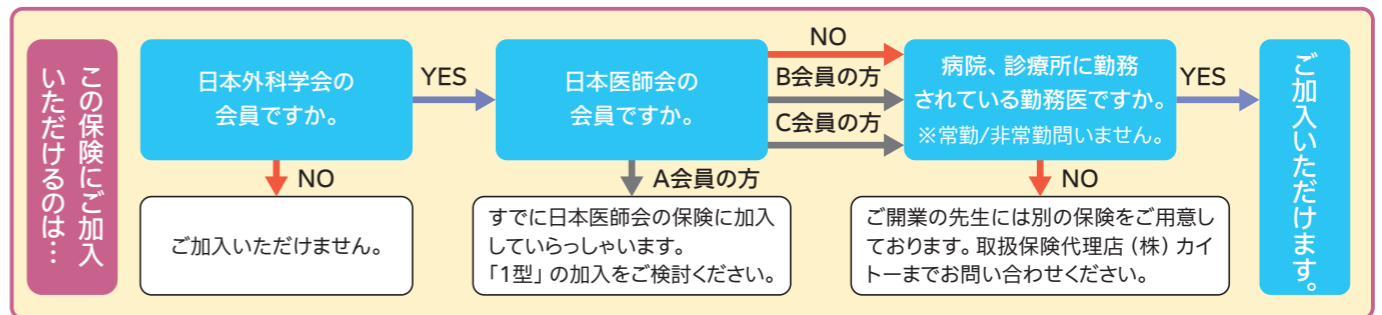 この保険にご加入
いただけるのは…
日本外科学会の
会員ですか。
YES
NO
ご加入いただけません。
日本医師会の
会員ですか。
NO
B会員の方
C会員の方
A会員の方
すでに日本医師会の保険に加入
していらっしゃいます。
「1型」の加入をご検討ください。
病院、診療所に勤務
されている勤務医ですか。
※常勤/非常勤問いません。
YES
NO
ご開業の先生には別の保険をご用意し
ております。取扱保険代理店（株）カイ
トーまでお問い合わせください。
ご加入いただけます。